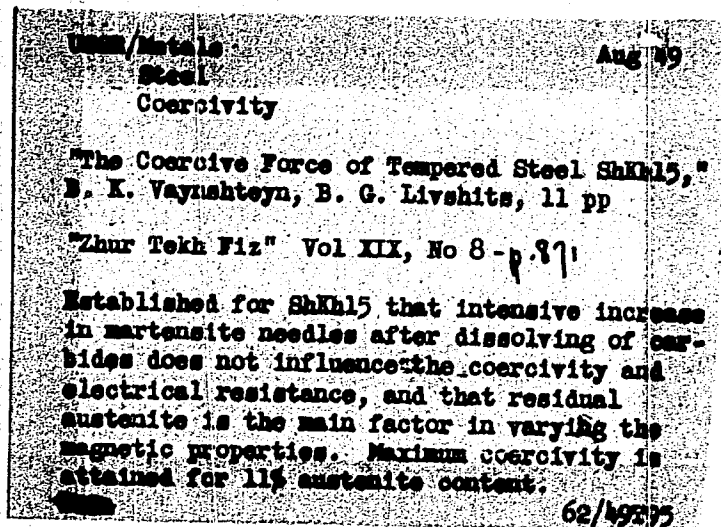 USSR/Metals Aug 49
Steel
Coercivity
"The Coercive Force of Tempered Steel ShKh15,"
B. K. Vaynshteyn, B. G. Livshits, 11 pp
"Zhur Tekh Fiz" Vol XIX, No 8 - p.871
Established for ShKh15 that intensive increase
in martensite needles after dissolving of car-
bides does not influence the coercivity and
electrical resistance, and that residual
austenite is the main factor in varying the
magnetic properties. Maximum coercivity is
attained for 11% austenite content.